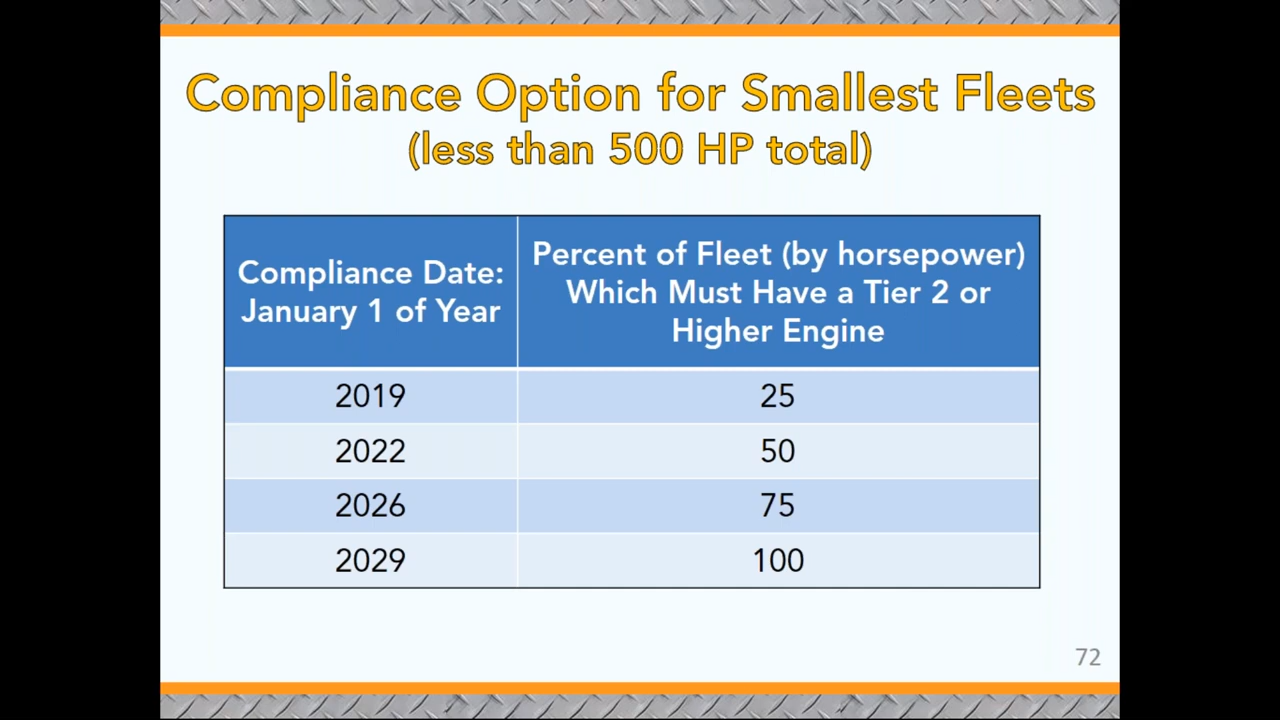 Compliance Option for Smallest Fleets
(less than 500 HP total)
Compliance Date:
January 1 of Year
Percent of Fleet (by horsepower)
Which Must Have a Tier 2 or
Higher Engine
2019 25
2022 50
2026 75
2029 100
72